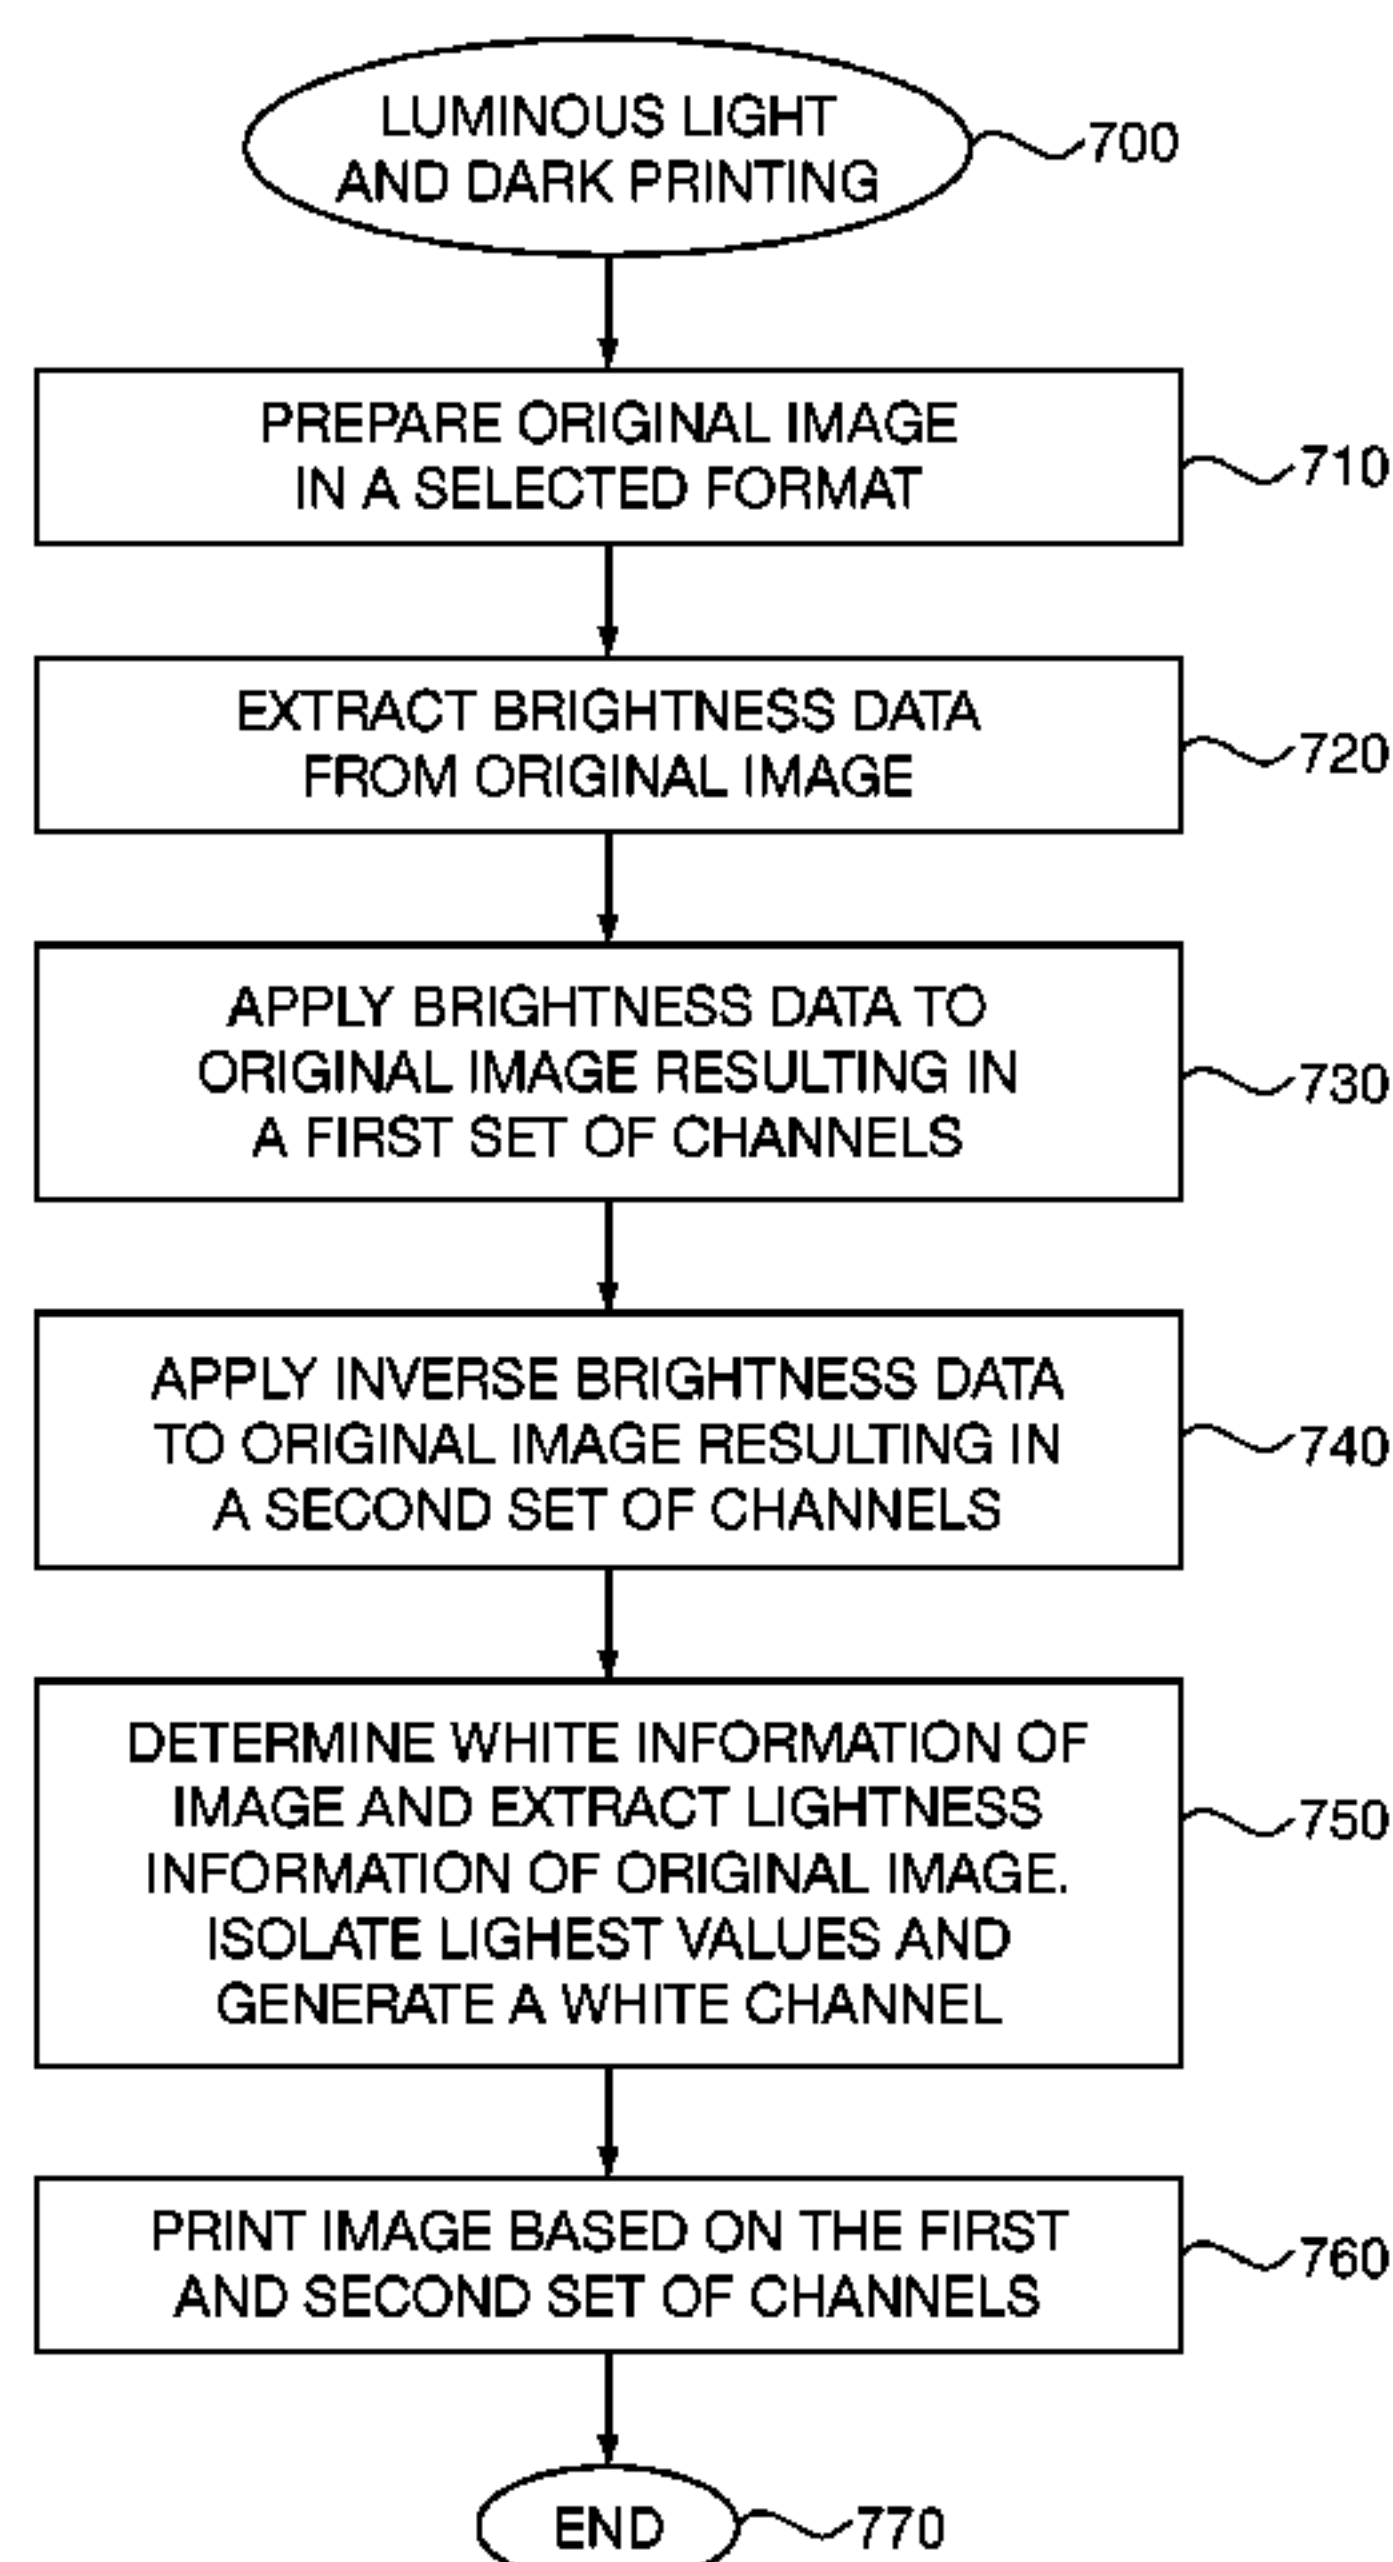 LUMINOUS LIGHT
AND DARK PRINTING
700
PREPARE ORIGINAL IMAGE
IN A SELECTED FORMAT
710
EXTRACT BRIGHTNESS DATA
FROM ORIGINAL IMAGE
720
APPLY BRIGHTNESS DATA TO
ORIGINAL IMAGE RESULTING IN
A FIRST SET OF CHANNELS
730
APPLY INVERSE BRIGHTNESS DATA
TO ORIGINAL IMAGE RESULTING IN
A SECOND SET OF CHANNELS
740
DETERMINE WHITE INFORMATION OF
IMAGE AND EXTRACT LIGHTNESS
INFORMATION OF ORIGINAL IMAGE.
ISOLATE LIGHEST VALUES AND
GENERATE A WHITE CHANNEL
750
PRINT IMAGE BASED ON THE FIRST
AND SECOND SET OF CHANNELS
760
END
770